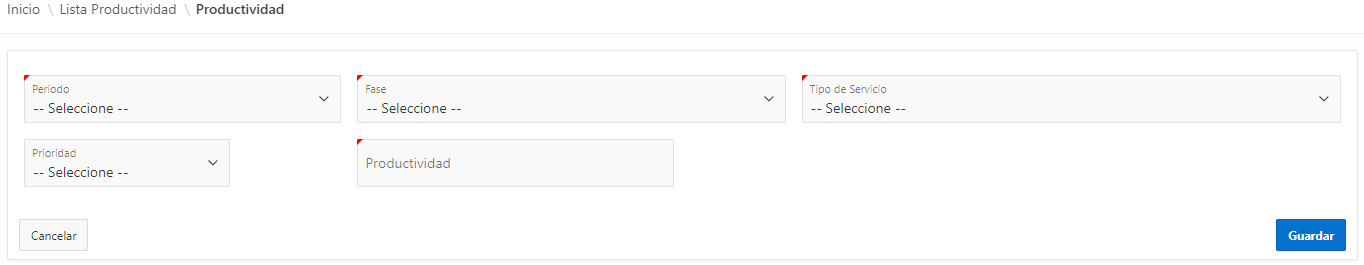 Inicio \ Lista Productividad \ Productividad
Periodo
-- Seleccione --
Fase
-- Seleccione --
Tipo de Servicio
-- Seleccione --
Prioridad
-- Seleccione --
Productividad
Cancelar
Guardar